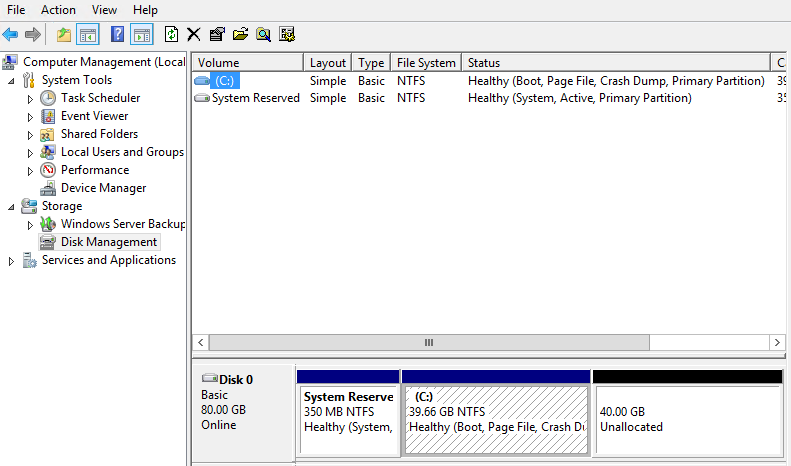 File Action View Help
Computer Management (Local
System Tools
Task Scheduler
Event Viewer
Shared Folders
Local Users and Groups
Performance
Device Manager
Storage
Windows Server Backup
Disk Management
Services and Applications
Volume Layout Type File System Status C
(C:) Simple Basic NTFS Healthy (Boot, Page File, Crash Dump, Primary Partition) 39
System Reserved Simple Basic NTFS Healthy (System, Active, Primary Partition) 35
Disk 0
Basic
80.00 GB
Online
System Reserve
350 MB NTFS
Healthy (System,
(C:)
39.66 GB NTFS
Healthy (Boot, Page File, Crash Du
40.00 GB
Unallocated